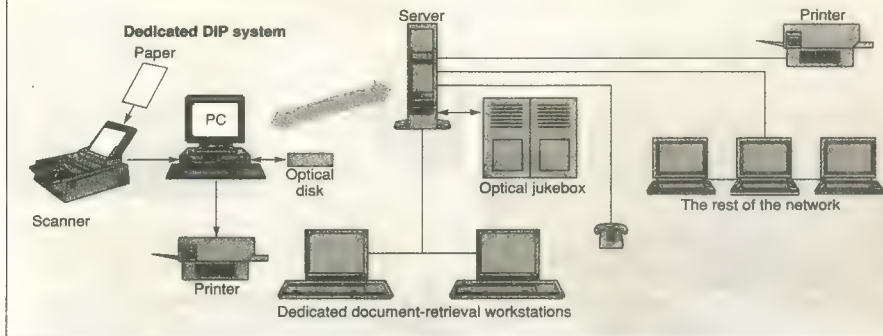 Dedicated DIP system
Paper
PC
Optical
disk
Scanner
Printer
Server
Optical jukebox
Printer
The rest of the network
Dedicated document-retrieval workstations